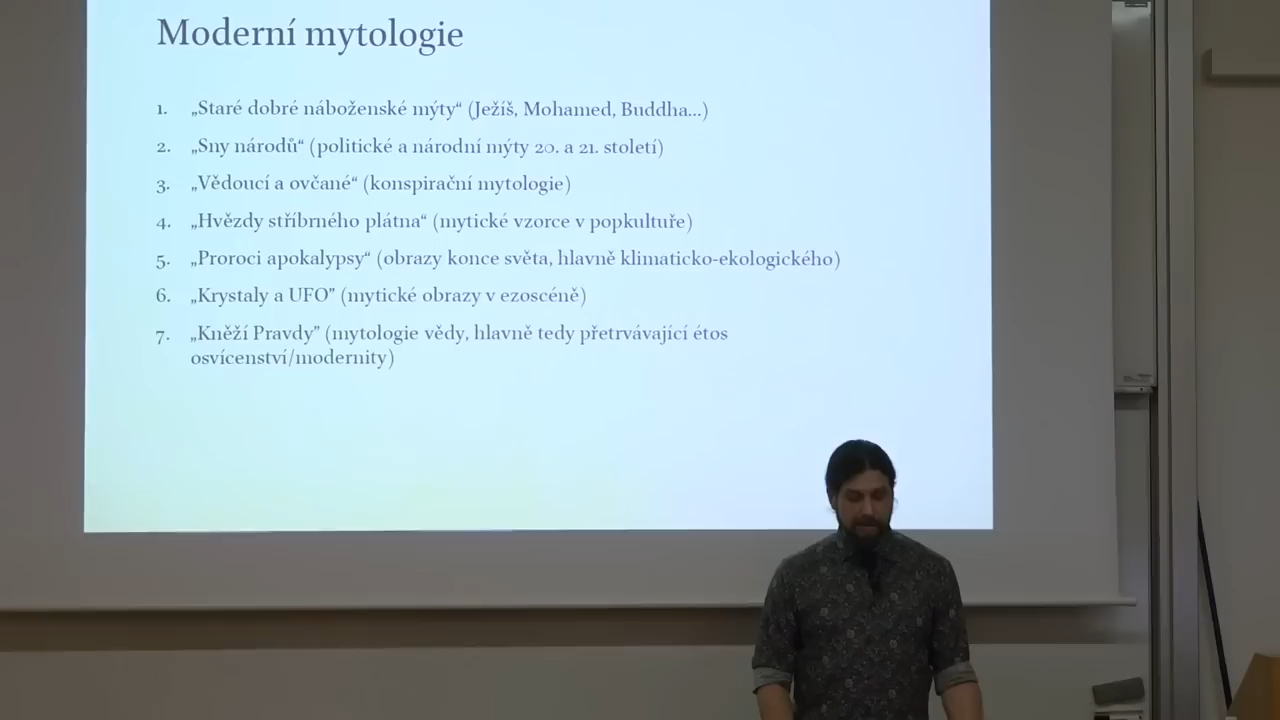 Moderní mytologie
1. „Staré dobré náboženské mýty“ (Ježíš, Mohamed, Buddha...)
2. „Sny národů“ (politické a národní mýty 20. a 21. století)
3. „Vědoucí a ovčané“ (konspirační mytologie)
4. „Hvězdy stříbrného plátna“ (mytické vzorce v popkultuře)
5. „Proroci apokalypsy“ (obrazy konce světa, hlavně klimaticko-ekologického)
6. „Krystaly a UFO” (mytické obrazy v ezoscéně)
7. „Kněží Pravdy” (mytologie vědy, hlavně tedy přetrvávající étos
osvícenství/modernity)